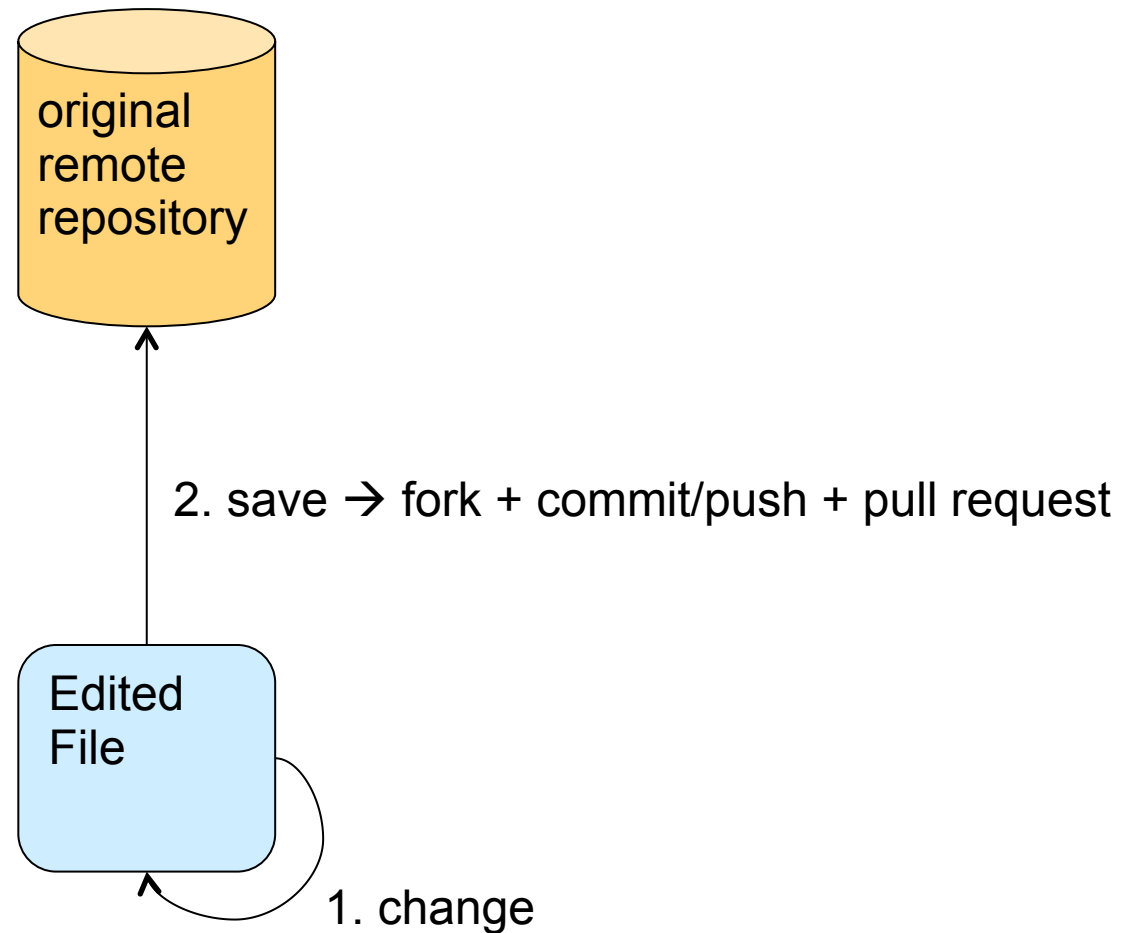 original
remote
repository
2. save → fork + commit/push + pull request
Edited
File
1. change